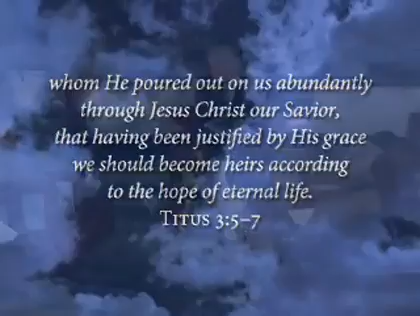 whom He poured out on us abundantly
through Jesus Christ our Savior,
that having been justified by His grace
we should become heirs according
to the hope of eternal life.
Titus 3:5–7